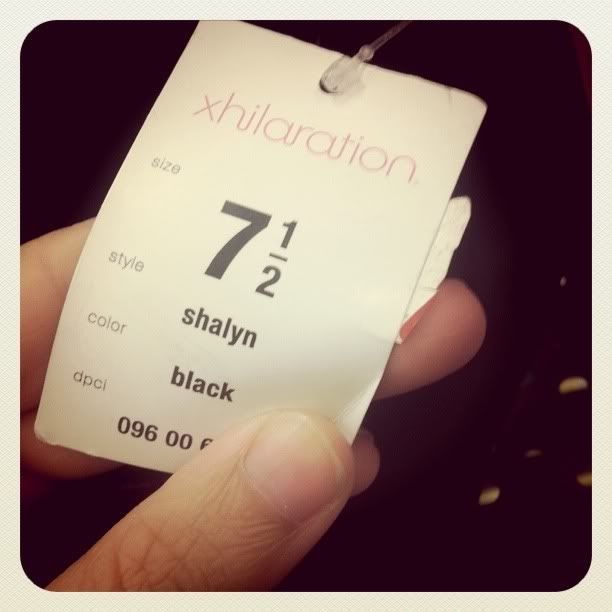 xhilaration
size
7 1/2
style
shalyn
color
black
dpci
096 00